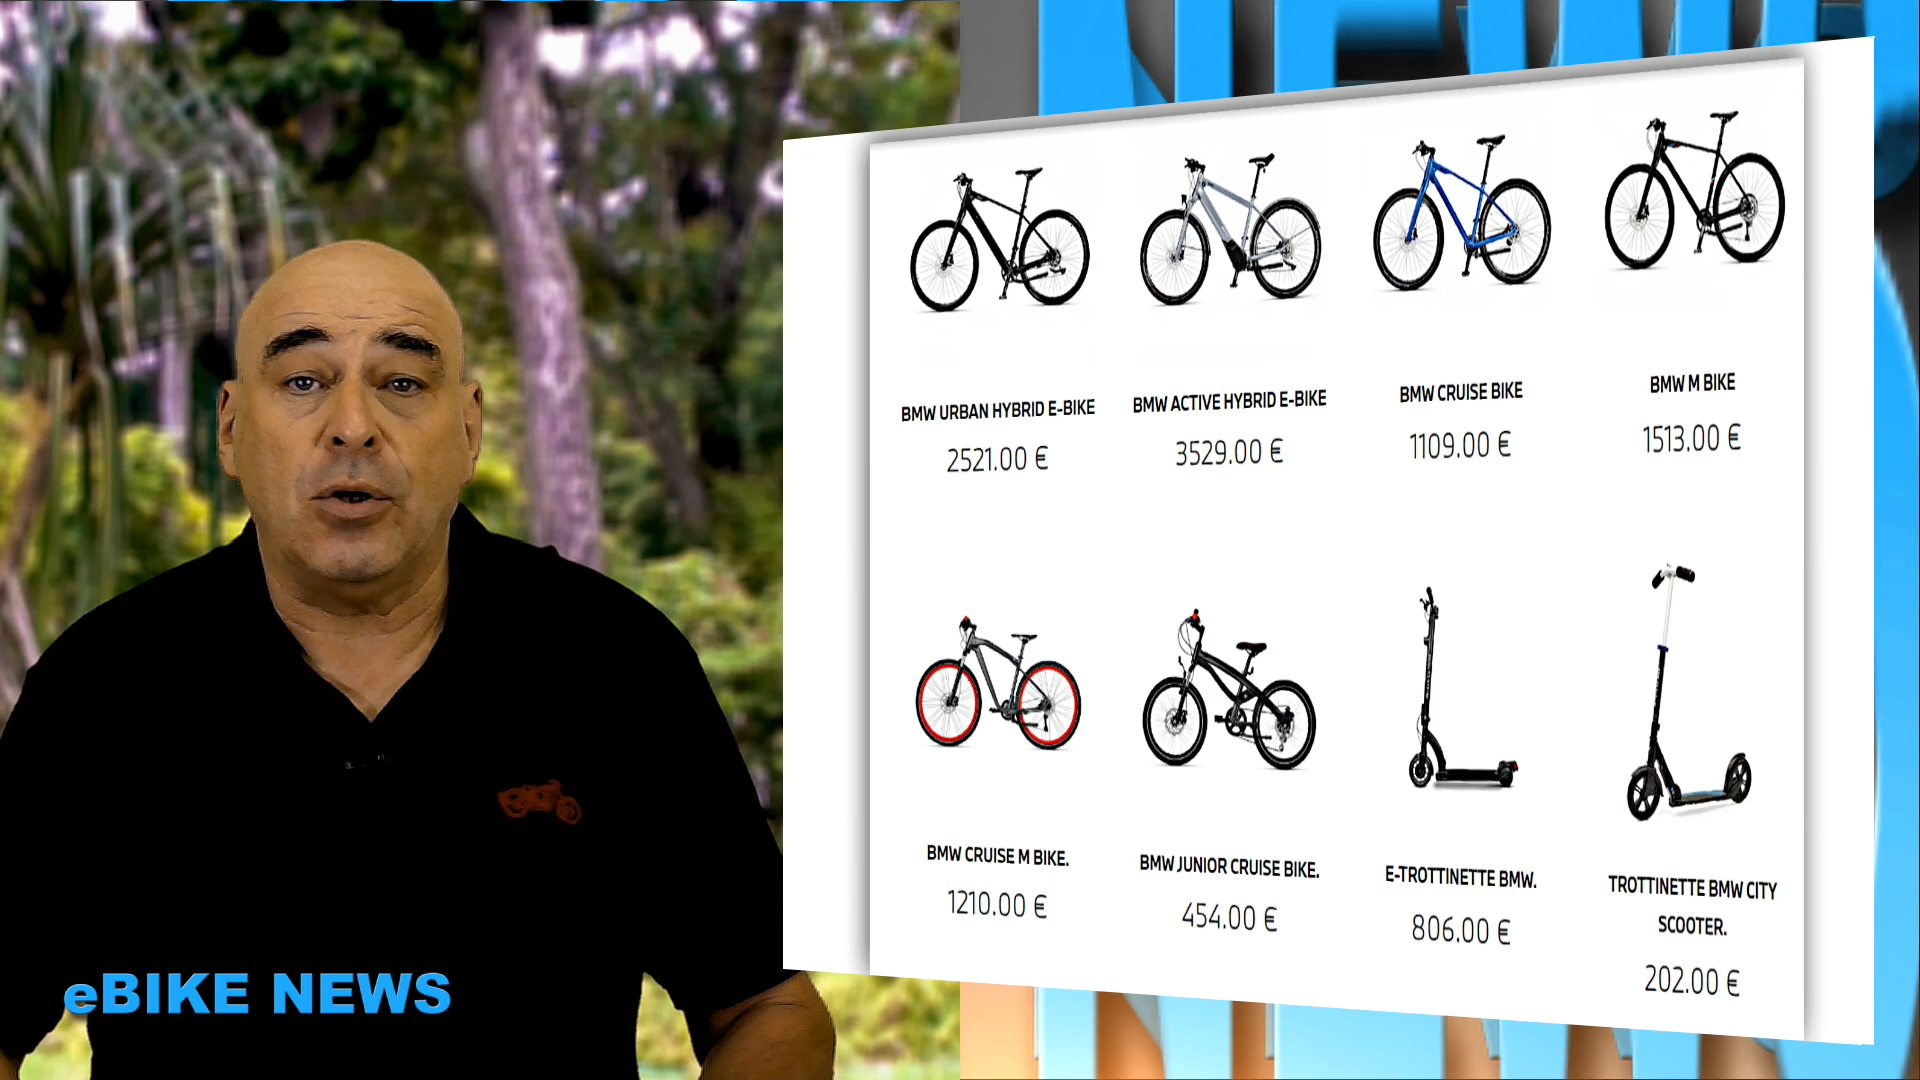 NEWS
BMW URBAN HYBRID E-BIKE
2521.00 €
BMW ACTIVE HYBRID E-BIKE
3529.00 €
BMW CRUISE BIKE
1109.00 €
BMW M BIKE
1513.00 €
BMW CRUISE M BIKE.
1210.00 €
BMW JUNIOR CRUISE BIKE.
454.00 €
E-TROTTINETTE BMW.
806.00 €
TROTTINETTE BMW CITY
SCOOTER.
202.00 €
eBIKE NEWS